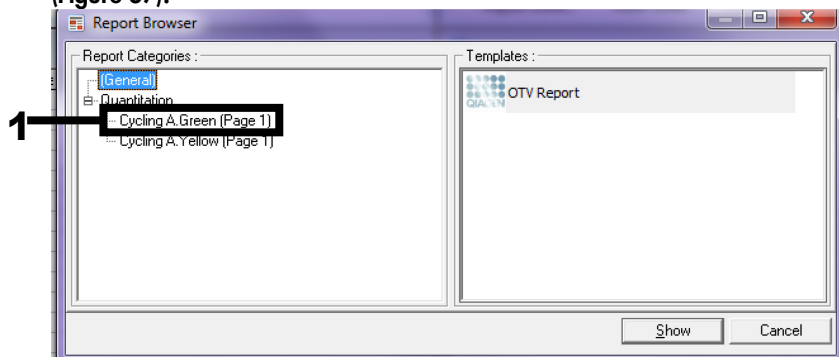 (Figure 37).
Report Browser
Report Categories :
(General)
Quantitation
Cycling A.Green (Page 1)
Cycling A.Yellow (Page 1)
1
Templates :
QIAGEN
OTV Report
Show
Cancel